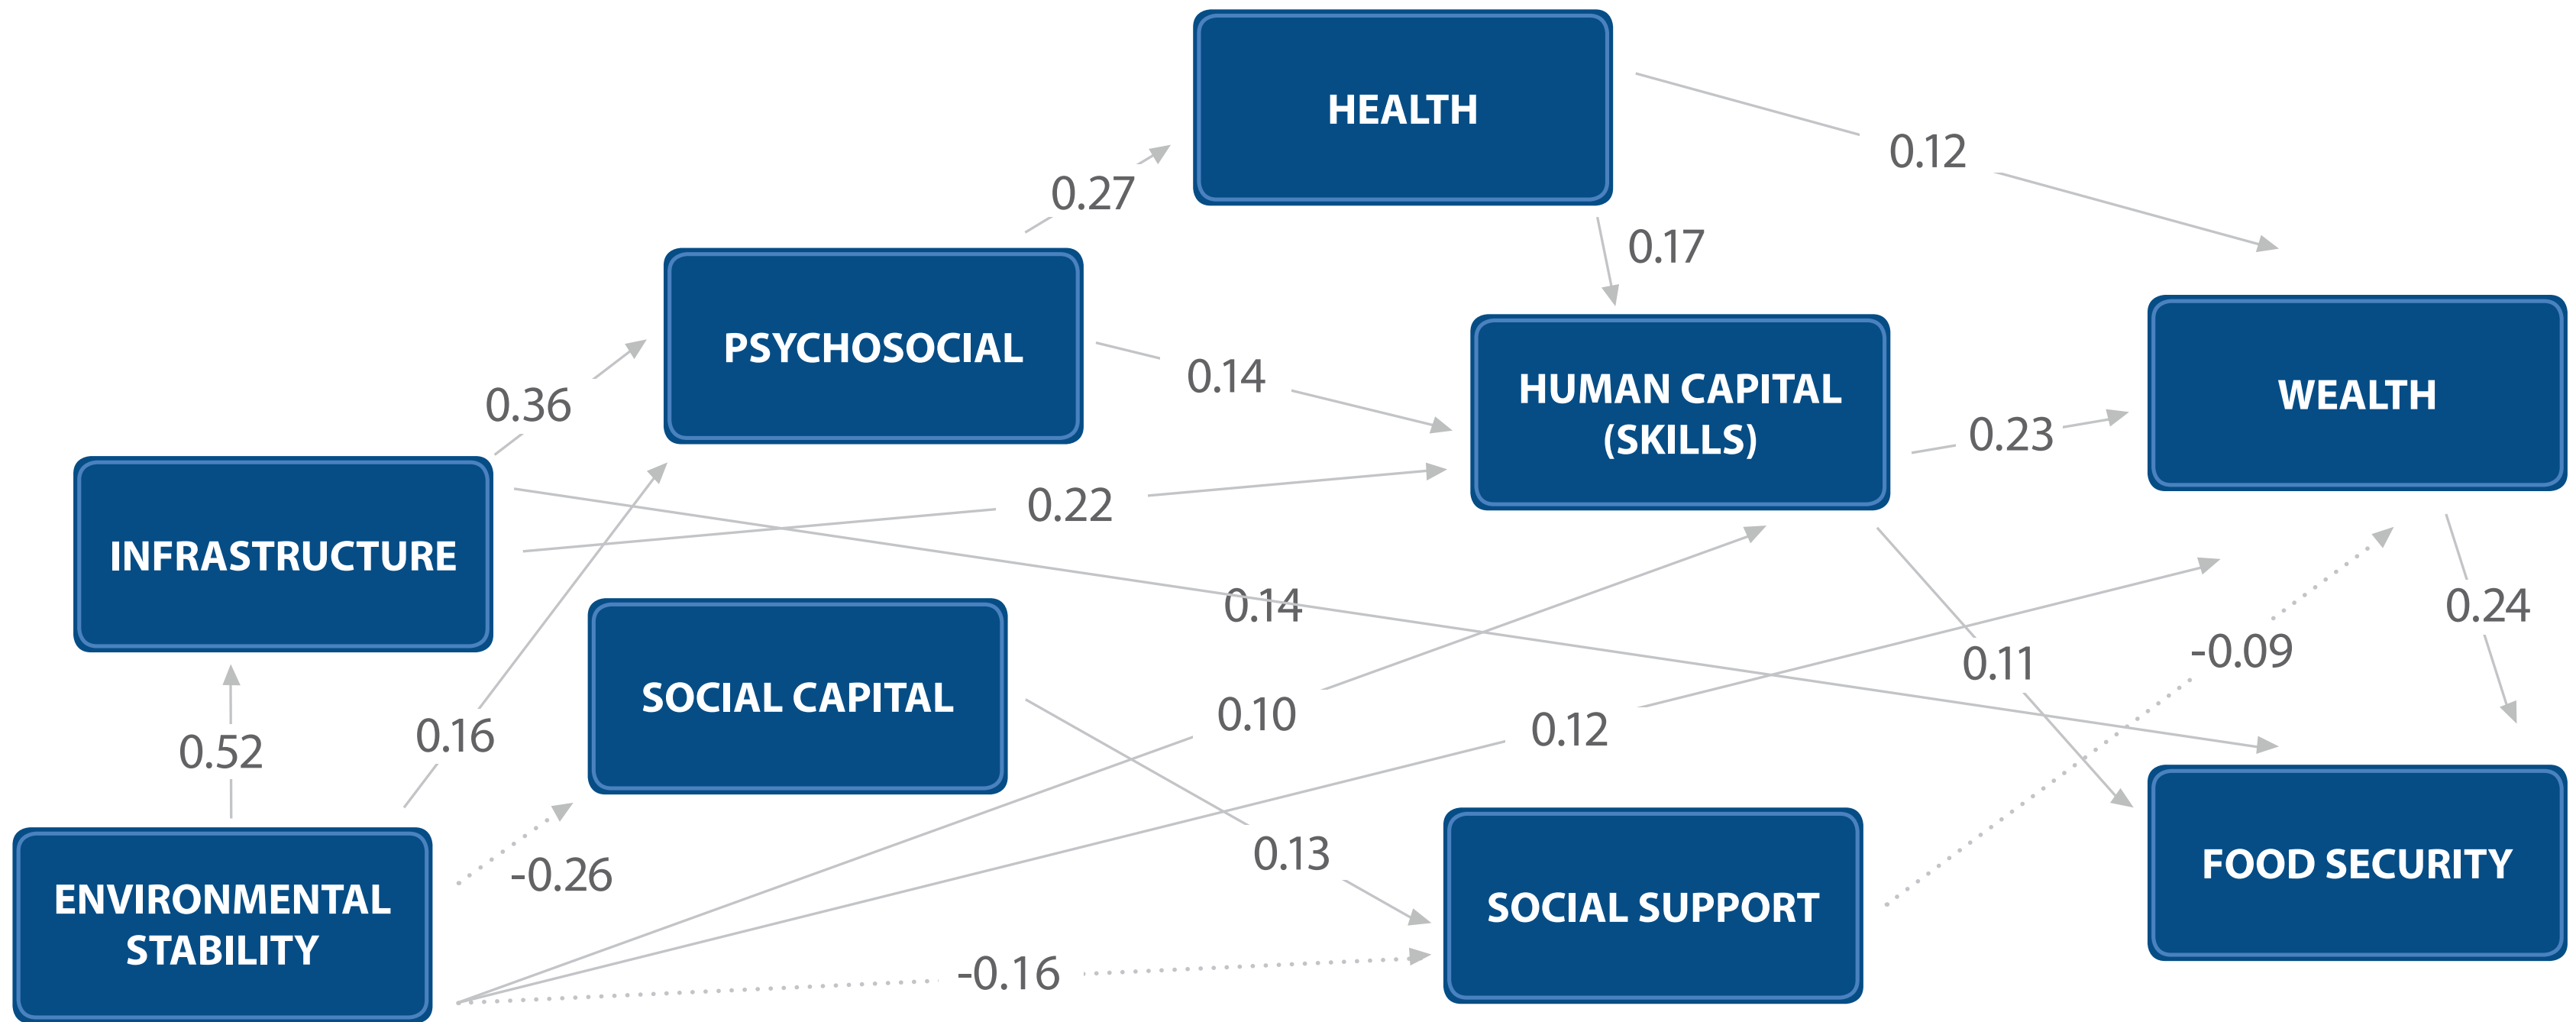 HEALTH
0.12
0.27
0.17
PSYCHOSOCIAL
0.14
HUMAN CAPITAL
(SKILLS)
WEALTH
0.36
0.23
0.22
INFRASTRUCTURE
0.14
0.24
0.11
-0.09
SOCIAL CAPITAL
0.52
0.16
0.10
0.12
-0.26
0.13
FOOD SECURITY
ENVIRONMENTAL
STABILITY
SOCIAL SUPPORT
-0.16